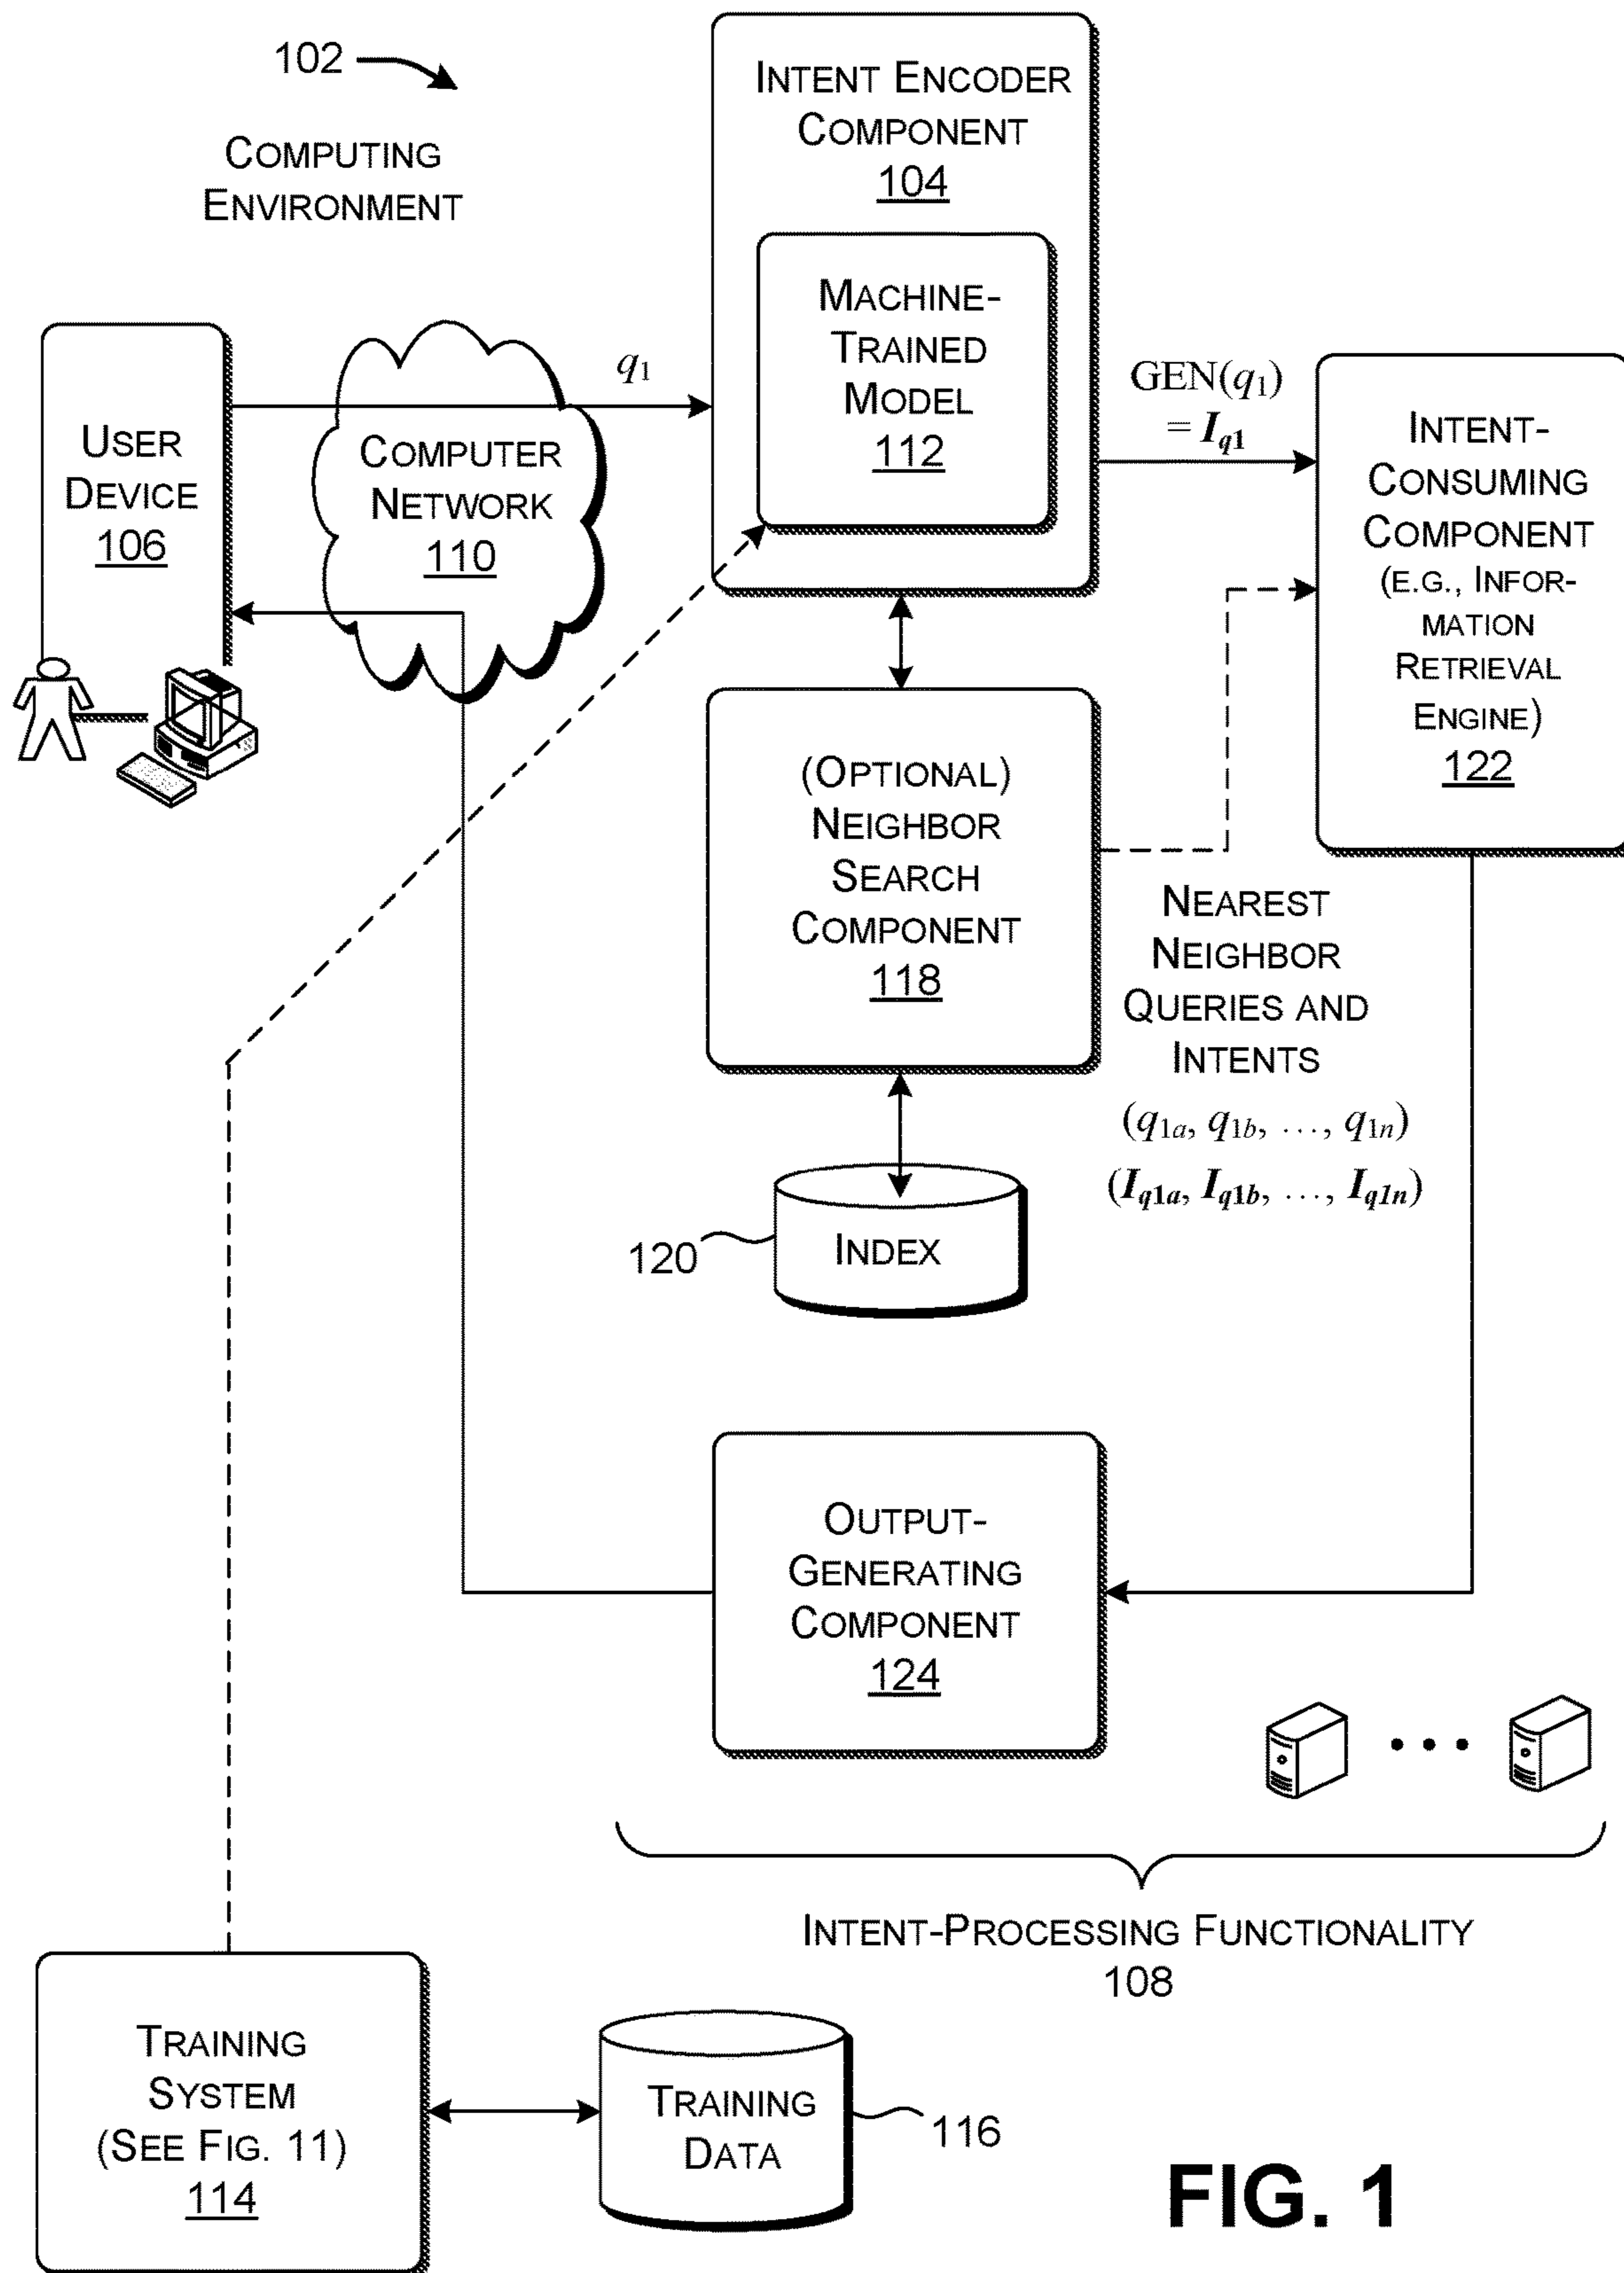 102
COMPUTING
ENVIRONMENT
INTENT ENCODER
COMPONENT
104
MACHINE-
TRAINED
MODEL
112
USER
DEVICE
106
COMPUTER
NETWORK
110
q1
GEN(q1)
= Iq1
INTENT-
CONSUMING
COMPONENT
(E.G., INFOR-
MATION
RETRIEVAL
ENGINE)
122
(OPTIONAL)
NEIGHBOR
SEARCH
COMPONENT
118
NEAREST
NEIGHBOR
QUERIES AND
INTENTS
(q1a, q1b, …, q1n)
(Iq1a, Iq1b, …, Iq1n)
120
INDEX
OUTPUT-
GENERATING
COMPONENT
124
INTENT-PROCESSING FUNCTIONALITY
108
TRAINING
SYSTEM
(SEE FIG. 11)
114
TRAINING
DATA
116
FIG. 1